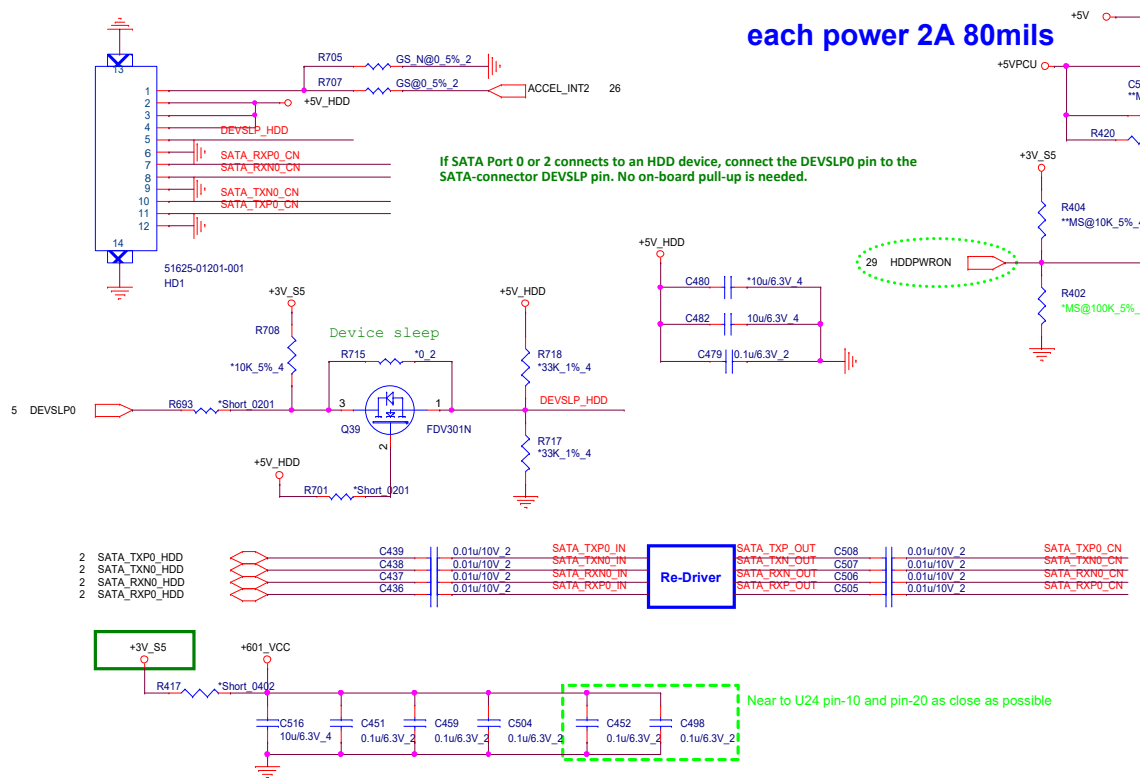 each power 2A 80mils
+5V
+5VPCU
R420
+3V_S5
R404
**MS@10K_5%_4
29 HDDPWRON
R402
*MS@100K_5%_
13
1
2
3
4
5
6
7
8
9
10
11
12
14
R705 GS_N@0_5%_2
R707 GS@0_5%_2
ACCEL_INT2 26
+5V_HDD
DEVSLP_HDD
SATA_RXP0_CN
SATA_RXN0_CN
SATA_TXN0_CN
SATA_TXP0_CN
51625-01201-001
HD1
If SATA Port 0 or 2 connects to an HDD device, connect the DEVSLP0 pin to the
SATA-connector DEVSLP pin. No on-board pull-up is needed.
+5V_HDD
C480 *10u/6.3V_4
C482 10u/6.3V_4
C479 0.1u/6.3V_2
+3V_S5
R708
*10K_5%_4
Device sleep
R715 *0_2
+5V_HDD
R718
*33K_1%_4
5 DEVSLP0
R693 *Short_0201
3
1
2
Q39 FDV301N
DEVSLP_HDD
R717
*33K_1%_4
+5V_HDD
R701 *Short_0201
2 SATA_TXP0_HDD C439 0.01u/10V_2 SATA_TXP0_IN SATA_TXP_OUT C508 0.01u/10V_2 SATA_TXP0_CN
2 SATA_TXN0_HDD C438 0.01u/10V_2 SATA_TXN0_IN SATA_TXN_OUT C507 0.01u/10V_2 SATA_TXN0_CN
2 SATA_RXN0_HDD C437 0.01u/10V_2 SATA_RXN0_IN SATA_RXN_OUT C506 0.01u/10V_2 SATA_RXN0_CN
2 SATA_RXP0_HDD C436 0.01u/10V_2 SATA_RXP0_IN SATA_RXP_OUT C505 0.01u/10V_2 SATA_RXP0_CN
Re-Driver
+3V_S5
+601_VCC
R417 *Short_0402
C516
10u/6.3V_4
C451
0.1u/6.3V_2
C459
0.1u/6.3V_2
C504
0.1u/6.3V_2
C452
0.1u/6.3V_2
C498
0.1u/6.3V_2
Near to U24 pin-10 and pin-20 as close as possible